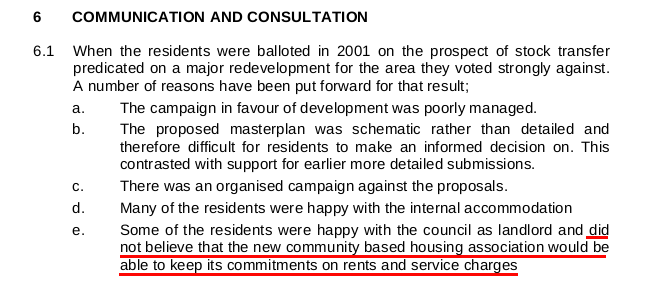 6 COMMUNICATION AND CONSULTATION
6.1 When the residents were balloted in 2001 on the prospect of stock transfer
predicated on a major redevelopment for the area they voted strongly against.
A number of reasons have been put forward for that result;
a. The campaign in favour of development was poorly managed.
b. The proposed masterplan was schematic rather than detailed and
therefore difficult for residents to make an informed decision on. This
contrasted with support for earlier more detailed submissions.
c. There was an organised campaign against the proposals.
d. Many of the residents were happy with the internal accommodation
e. Some of the residents were happy with the council as landlord and did
not believe that the new community based housing association would be
able to keep its commitments on rents and service charges